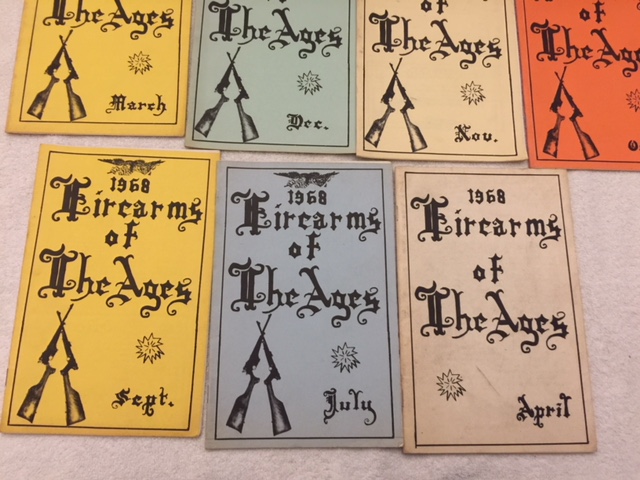 of
The Ages
March
The Ages
Dec.
of
The Ages
Nov.
of
The Ages
1968
Firearms
of
The Ages
Sept.
1968
Firearms
of
The Ages
July
1968
Firearms
of
The Ages
April